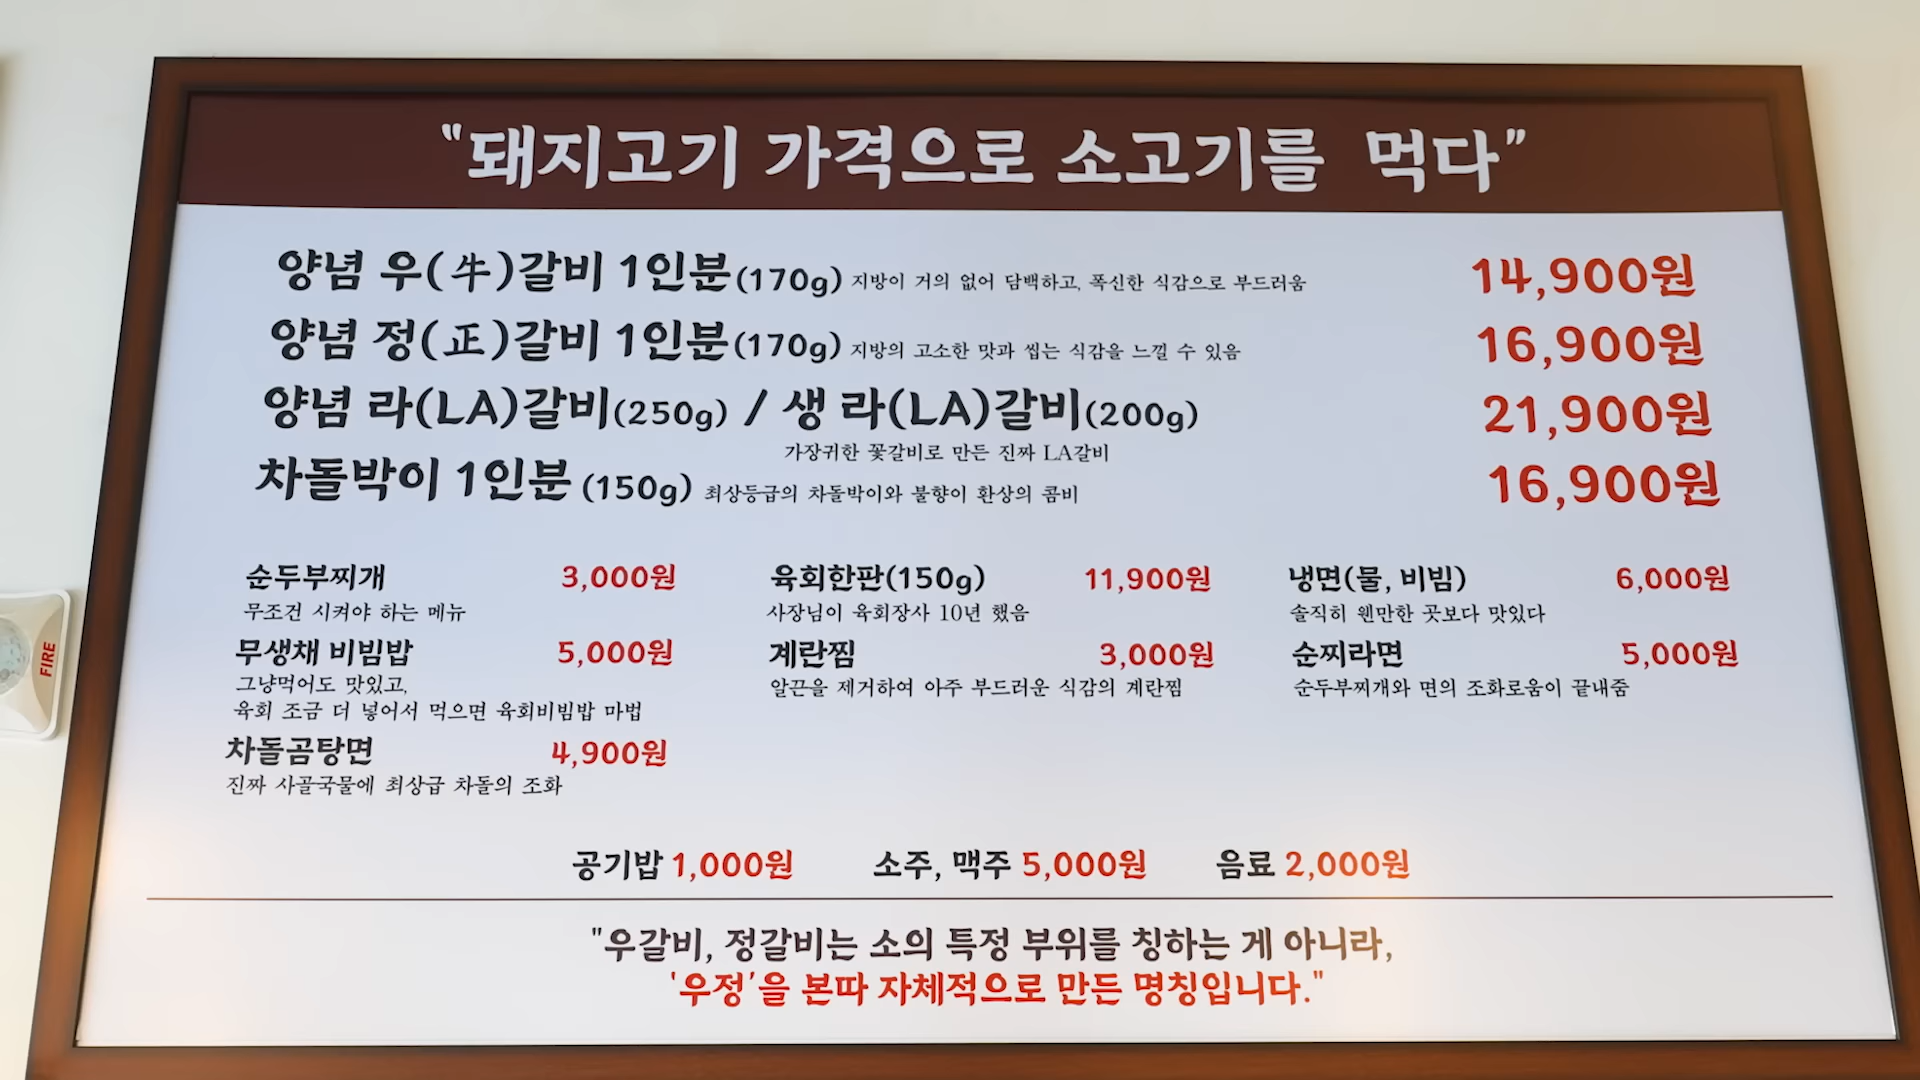 "돼지고기 가격으로 소고기를 먹다"
양념 우(牛)갈비 1인분(170g) 지방이 거의 없어 담백하고, 폭신한 식감으로 부드러움 14,900원
양념 정(正)갈비 1인분(170g) 지방의 고소한 맛과 씹는 식감을 느낄 수 있음 16,900원
양념 라(LA)갈비(250g) / 생 라(LA)갈비(200g) 21,900원
가장귀한 꽃갈비로 만든 진짜 LA갈비
차돌박이 1인분 (150g) 최상등급의 차돌박이와 불향이 환상의 콤비 16,900원
순두부찌개 3,000원 육회한판(150g) 11,900원 냉면(물, 비빔) 6,000원
무조건 시켜야 하는 메뉴 사장님이 육회장사 10년 했음 솔직히 웬만한 곳보다 맛있다
무생채 비빔밥 5,000원 계란찜 3,000원 순찌라면 5,000원
그냥먹어도 맛있고, 알끈을 제거하여 아주 부드러운 식감의 계란찜 순두부찌개와 면의 조화로움이 끝내줌
육회 조금 더 넣어서 먹으면 육회비빔밥 마법
차돌곰탕면 4,900원
진짜 사골국물에 최상급 차돌의 조화
공기밥 1,000원 소주, 맥주 5,000원 음료 2,000원
"우갈비, 정갈비는 소의 특정 부위를 칭하는 게 아니라,
'우정'을 본따 자체적으로 만든 명칭입니다."
FIRE